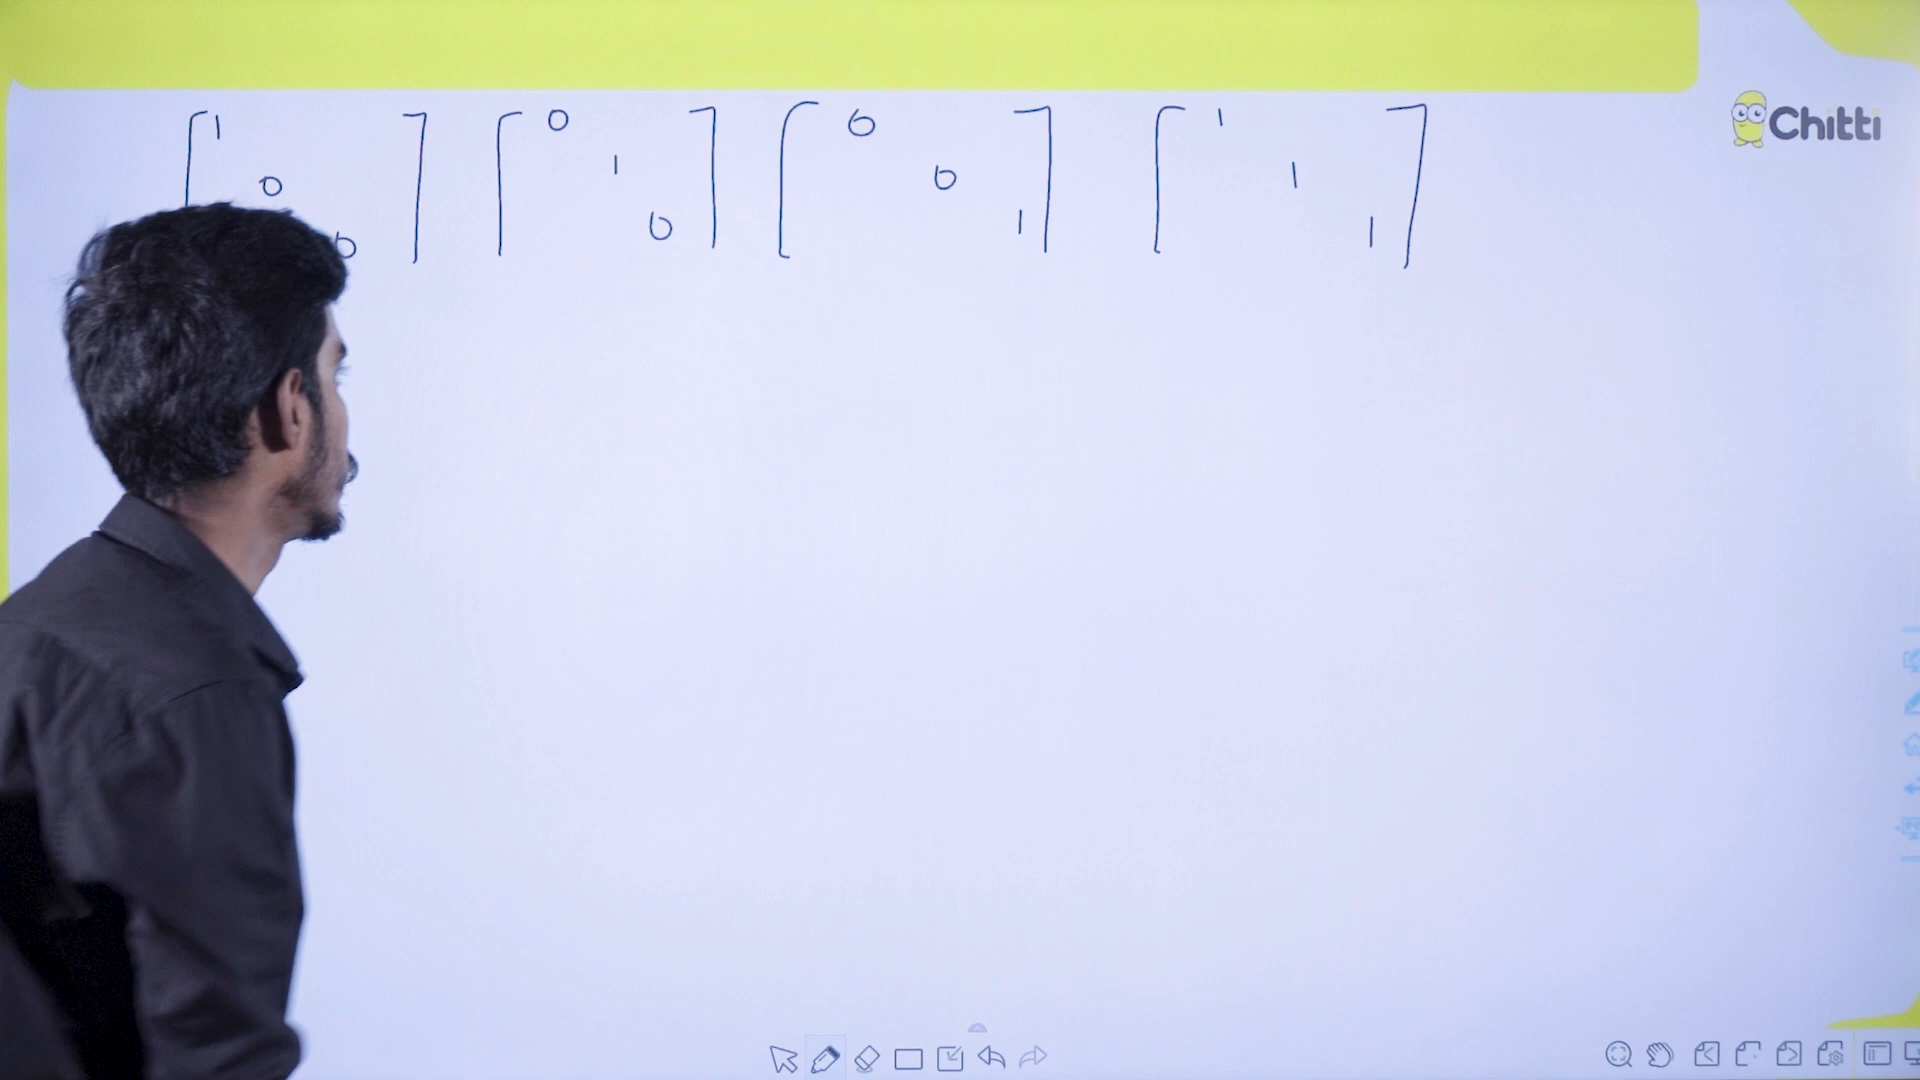 [1 ] [0 ] [0 ] [1 ]
[ 0 ] [ 1 ] [ 0 ] [ 1 ]
[ 0] [ 0] [ 1] [ 1]
Chitti